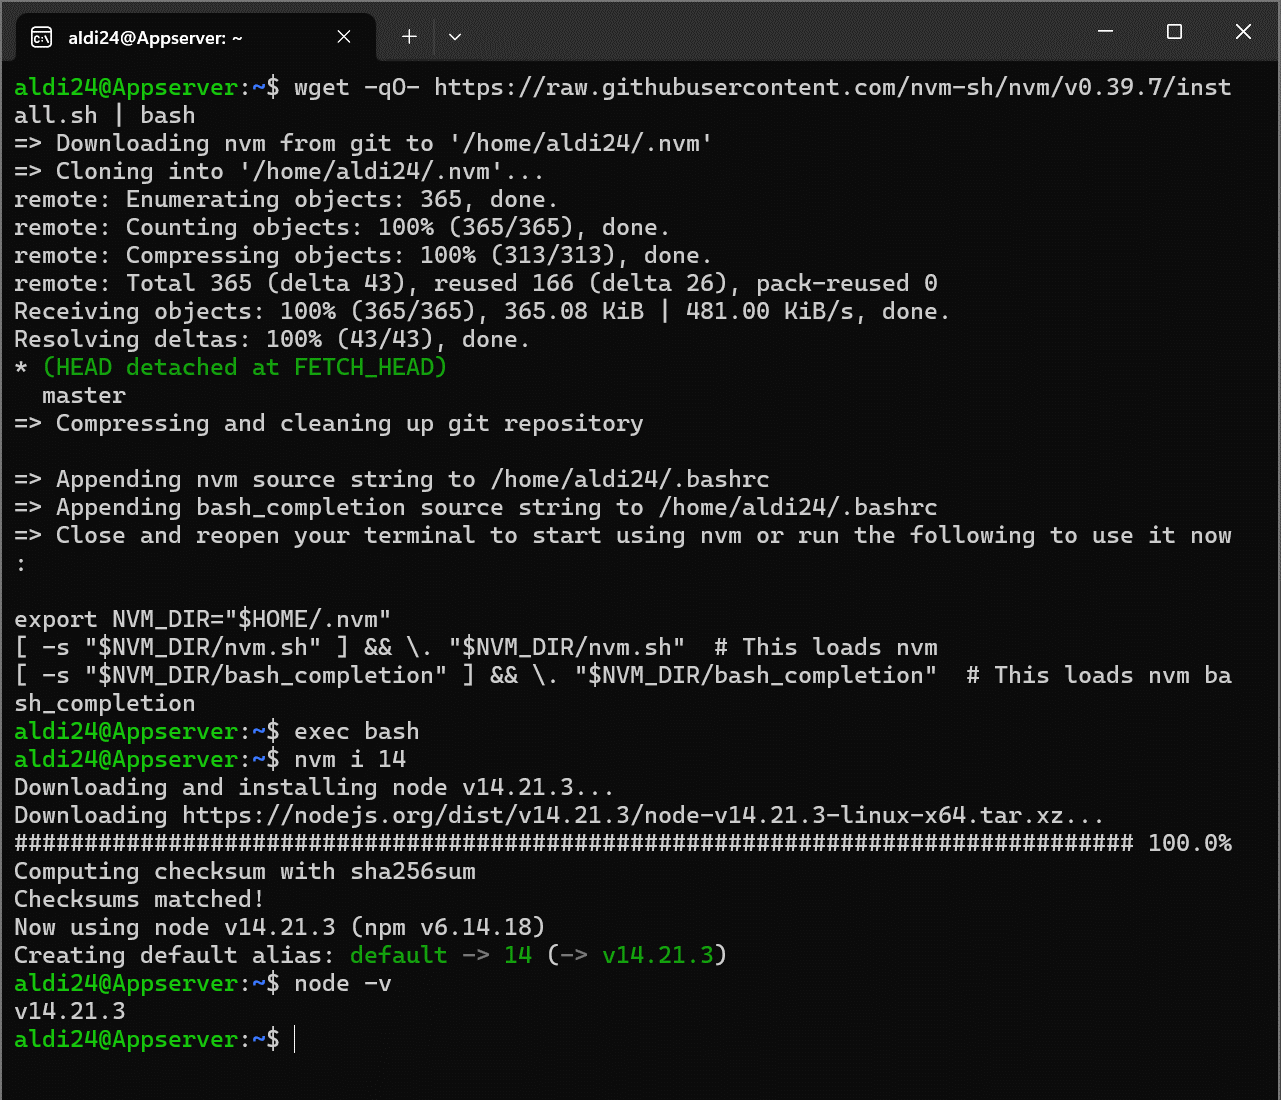 aldi24@Appserver: ~
aldi24@Appserver:~$ wget -qO- https://raw.githubusercontent.com/nvm-sh/nvm/v0.39.7/inst
all.sh | bash
=> Downloading nvm from git to '/home/aldi24/.nvm'
=> Cloning into '/home/aldi24/.nvm'...
remote: Enumerating objects: 365, done.
remote: Counting objects: 100% (365/365), done.
remote: Compressing objects: 100% (313/313), done.
remote: Total 365 (delta 43), reused 166 (delta 26), pack-reused 0
Receiving objects: 100% (365/365), 365.08 KiB | 481.00 KiB/s, done.
Resolving deltas: 100% (43/43), done.
* (HEAD detached at FETCH_HEAD)
  master
=> Compressing and cleaning up git repository

=> Appending nvm source string to /home/aldi24/.bashrc
=> Appending bash_completion source string to /home/aldi24/.bashrc
=> Close and reopen your terminal to start using nvm or run the following to use it now
:

export NVM_DIR="$HOME/.nvm"
[ -s "$NVM_DIR/nvm.sh" ] && \. "$NVM_DIR/nvm.sh"  # This loads nvm
[ -s "$NVM_DIR/bash_completion" ] && \. "$NVM_DIR/bash_completion"  # This loads nvm ba
sh_completion
aldi24@Appserver:~$ exec bash
aldi24@Appserver:~$ nvm i 14
Downloading and installing node v14.21.3...
Downloading https://nodejs.org/dist/v14.21.3/node-v14.21.3-linux-x64.tar.xz...
################################################################################ 100.0%
Computing checksum with sha256sum
Checksums matched!
Now using node v14.21.3 (npm v6.14.18)
Creating default alias: default -> 14 (-> v14.21.3)
aldi24@Appserver:~$ node -v
v14.21.3
aldi24@Appserver:~$